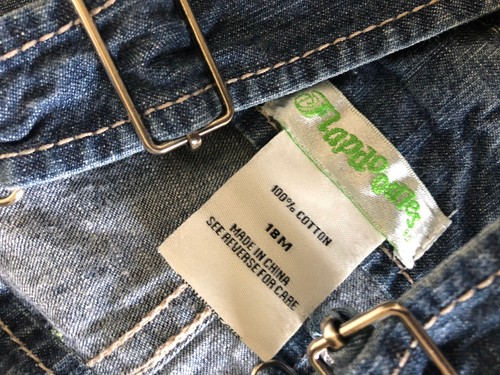 100% COTTON
18M
MADE IN CHINA
SEE REVERSE FOR CARE